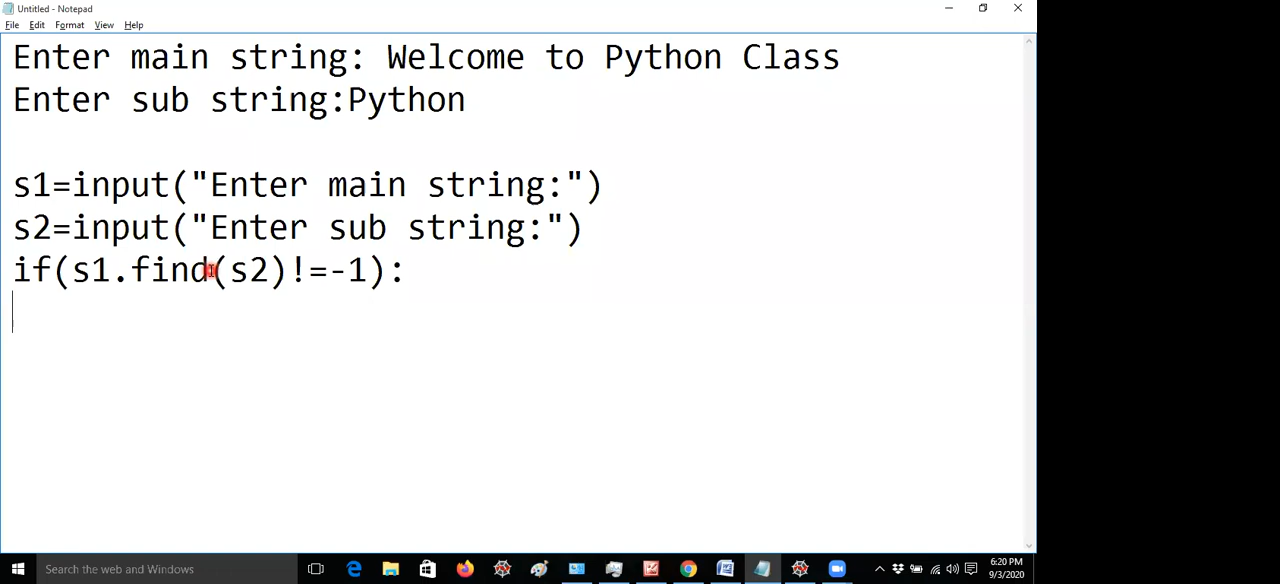 Untitled - Notepad
File Edit Format View Help
Enter main string: Welcome to Python Class
Enter sub string:Python
s1=input("Enter main string:")
s2=input("Enter sub string:")
if(s1.find(s2)!=-1):
Search the web and Windows
6:20 PM
9/3/2020